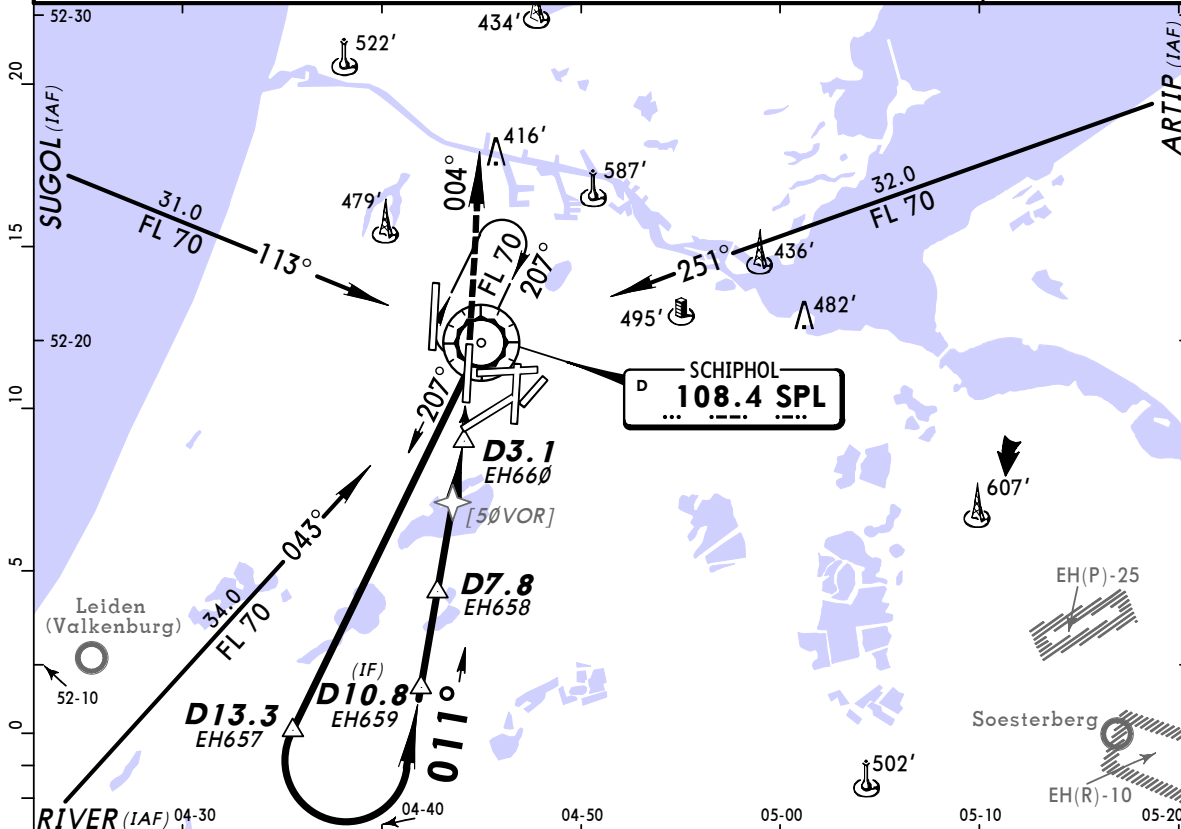 52-30
434'
522'
20
SUGOL (IAF)
ARTIP (IAF)
416'
004°
587'
32.0
FL 70
479'
31.0
FL 70
113°
15
FL 70
207°
251°
436'
495'
482'
52-20
SCHIPHOL
D 108.4 SPL
207°
10
D3.1
EH66Ø
[5ØVOR]
607'
043°
5
D7.8
EH658
EH(P)-25
Leiden
(Valkenburg)
34.0
FL 70
(IF)
D10.8
EH659
011°
52-10
D13.3
EH657
0
Soesterberg
502'
EH(R)-10
RIVER (IAF)
04-30
04-40
04-50
05-00
05-10
05-20